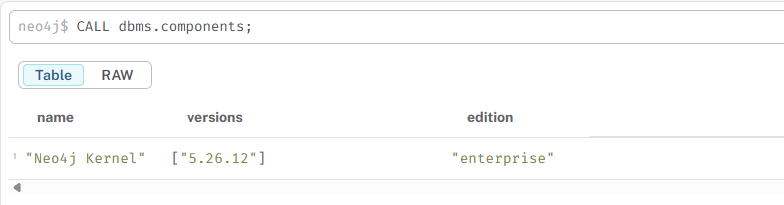 neo4j$ CALL dbms.components;
Table RAW
name versions edition
1 "Neo4j Kernel" ["5.26.12"] "enterprise"